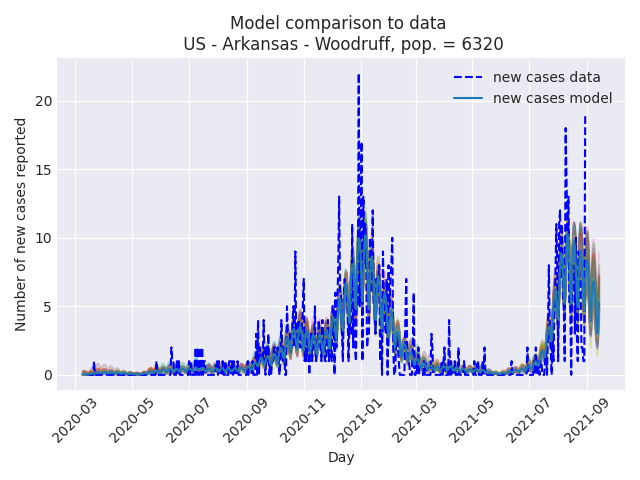 Model comparison to data
US - Arkansas - Woodruff, pop. = 6320
new cases data
new cases model
Number of new cases reported
20
15
10
5
0
2020-03
2020-05
2020-07
2020-09
2020-11
2021-01
2021-03
2021-05
2021-07
2021-09
Day